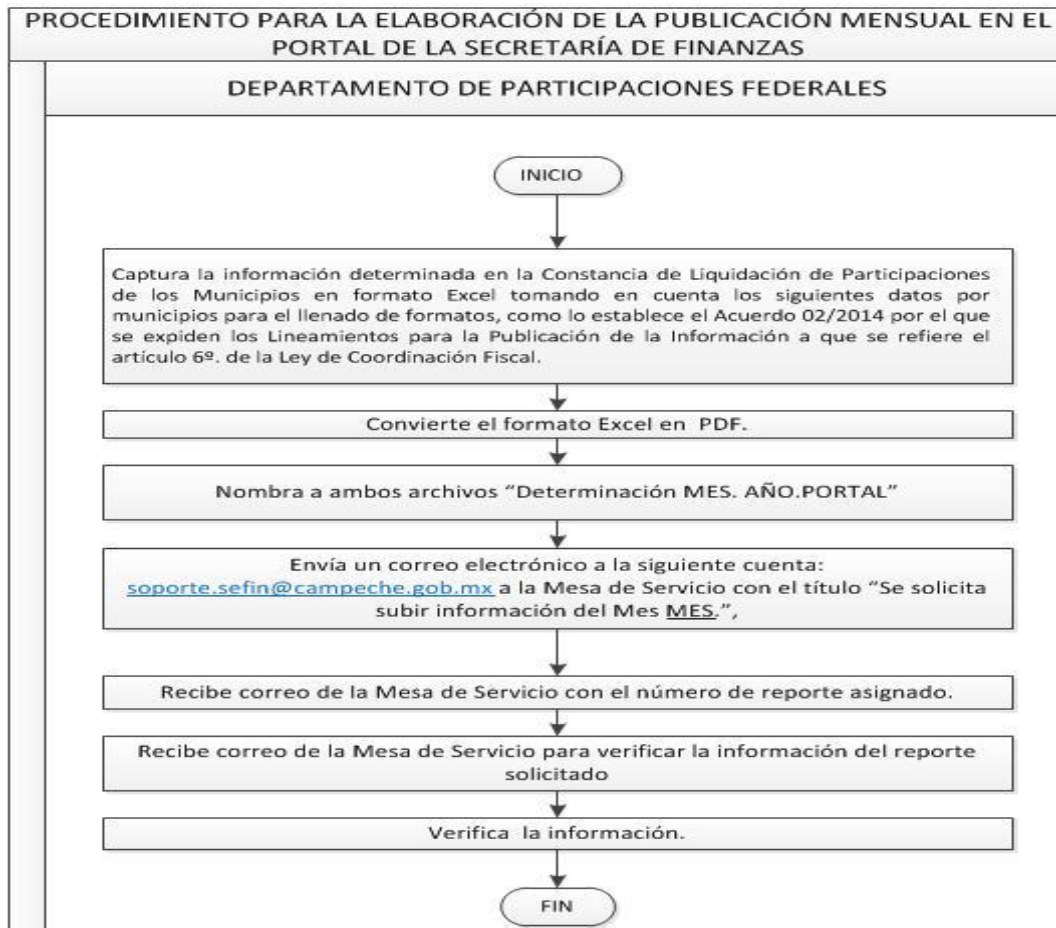 PROCEDIMIENTO PARA LA ELABORACIÓN DE LA PUBLICACIÓN MENSUAL EN EL
PORTAL DE LA SECRETARÍA DE FINANZAS
DEPARTAMENTO DE PARTICIPACIONES FEDERALES
INICIO
Captura la información determinada en la Constancia de Liquidación de Participaciones
de los Municipios en formato Excel tomando en cuenta los siguientes datos por
municipios para el llenado de formatos, como lo establece el Acuerdo 02/2014 por el que
se expiden los Lineamientos para la Publicación de la Información a que se refiere el
artículo 6º. de la Ley de Coordinación Fiscal.
Convierte el formato Excel en PDF.
Nombra a ambos archivos “Determinación MES. AÑO.PORTAL”
Envía un correo electrónico a la siguiente cuenta:
soporte.sefin@campeche.gob.mx a la Mesa de Servicio con el título “Se solicita
subir información del Mes MES.”,
Recibe correo de la Mesa de Servicio con el número de reporte asignado.
Recibe correo de la Mesa de Servicio para verificar la información del reporte
solicitado
Verifica la información.
FIN